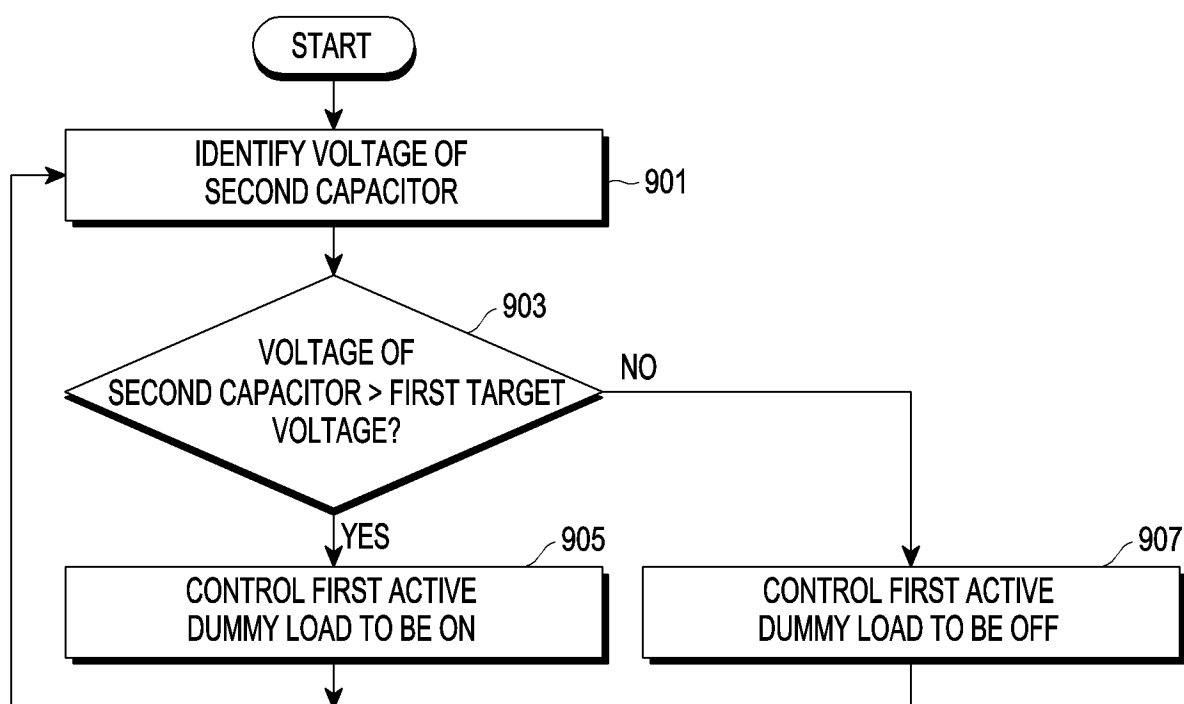 START
IDENTIFY VOLTAGE OF
SECOND CAPACITOR
901
903
VOLTAGE OF
SECOND CAPACITOR > FIRST TARGET
VOLTAGE?
NO
YES
905
CONTROL FIRST ACTIVE
DUMMY LOAD TO BE ON
907
CONTROL FIRST ACTIVE
DUMMY LOAD TO BE OFF